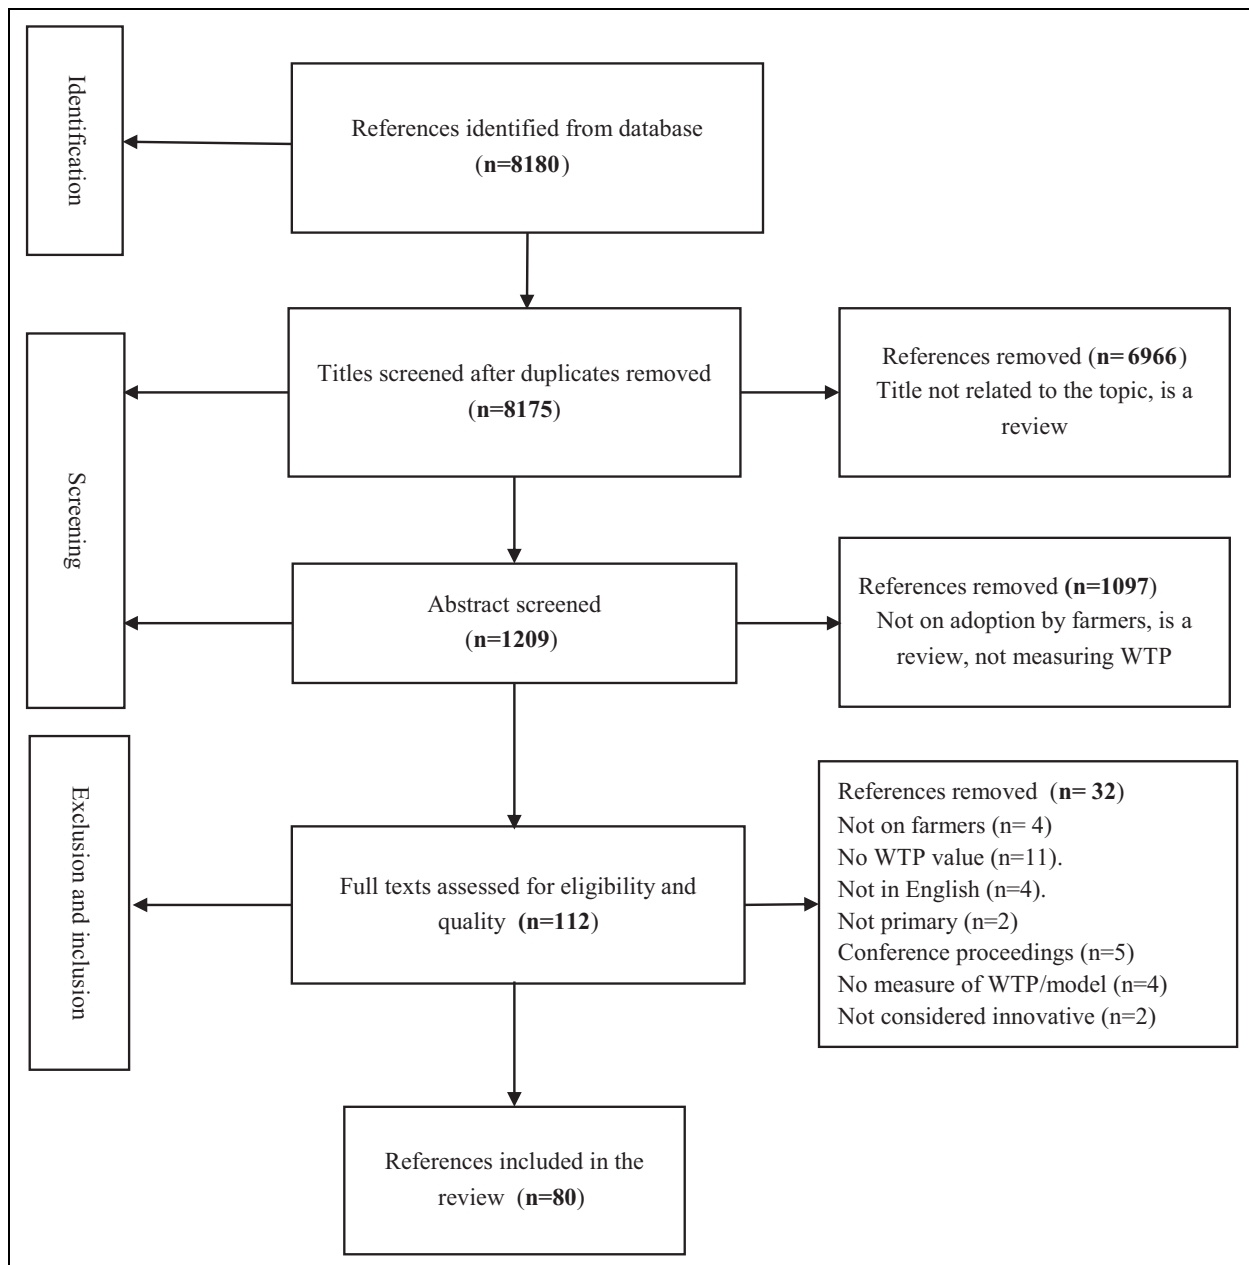 Identification
References identified from database
(n=8180)
Screening
Titles screened after duplicates removed
(n=8175)
References removed (n= 6966)
Title not related to the topic, is a
review
Abstract screened
(n=1209)
References removed (n=1097)
Not on adoption by farmers, is a
review, not measuring WTP
Exclusion and inclusion
Full texts assessed for eligibility and
quality (n=112)
References removed (n= 32)
Not on farmers (n= 4)
No WTP value (n=11).
Not in English (n=4).
Not primary (n=2)
Conference proceedings (n=5)
No measure of WTP/model (n=4)
Not considered innovative (n=2)
References included in the
review (n=80)